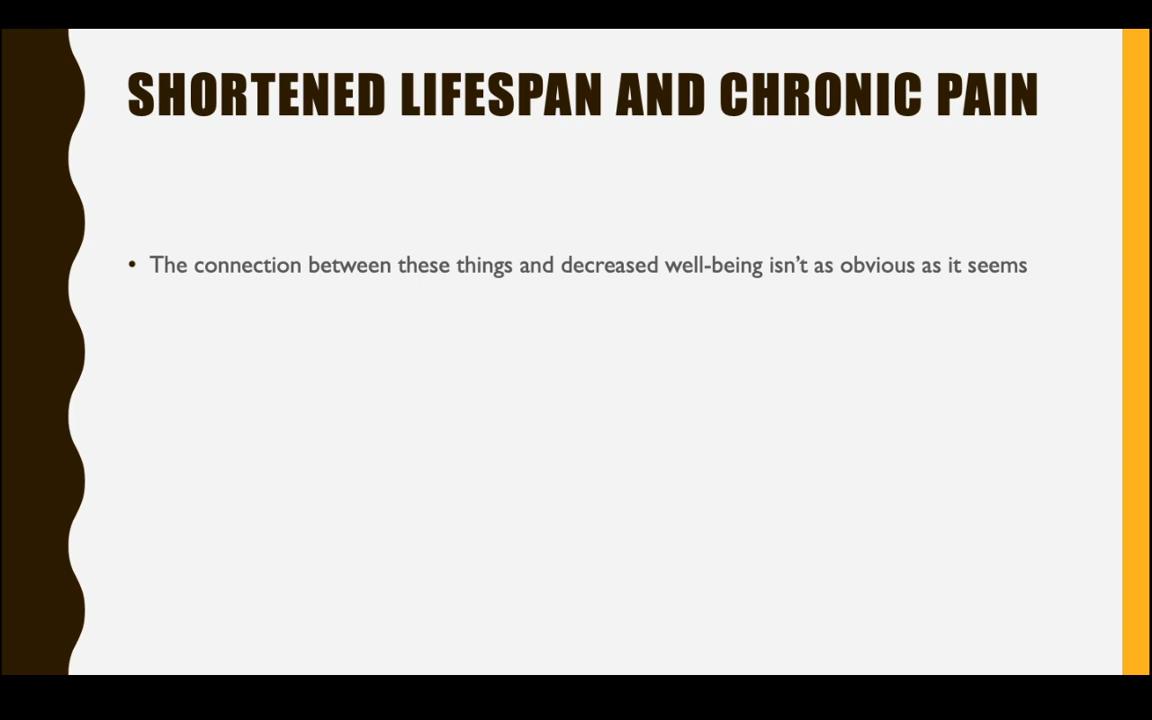 SHORTENED LIFESPAN AND CHRONIC PAIN
• The connection between these things and decreased well-being isn’t as obvious as it seems